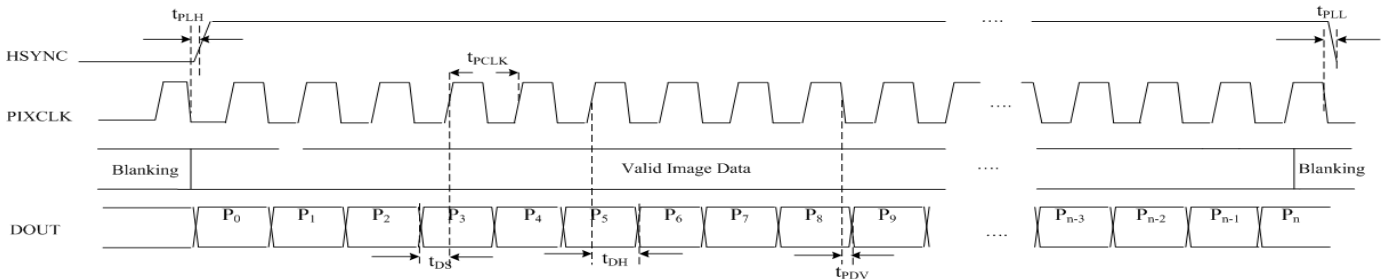 tPLH
....
tPLL
HSYNC
tPCLK
PIXCLK
....
Blanking
Valid Image Data
....
Blanking
DOUT
P0 P1 P2 P3 P4 P5 P6 P7 P8 P9 .... Pn-3 Pn-2 Pn-1 Pn
tDS
tDH
tPDV